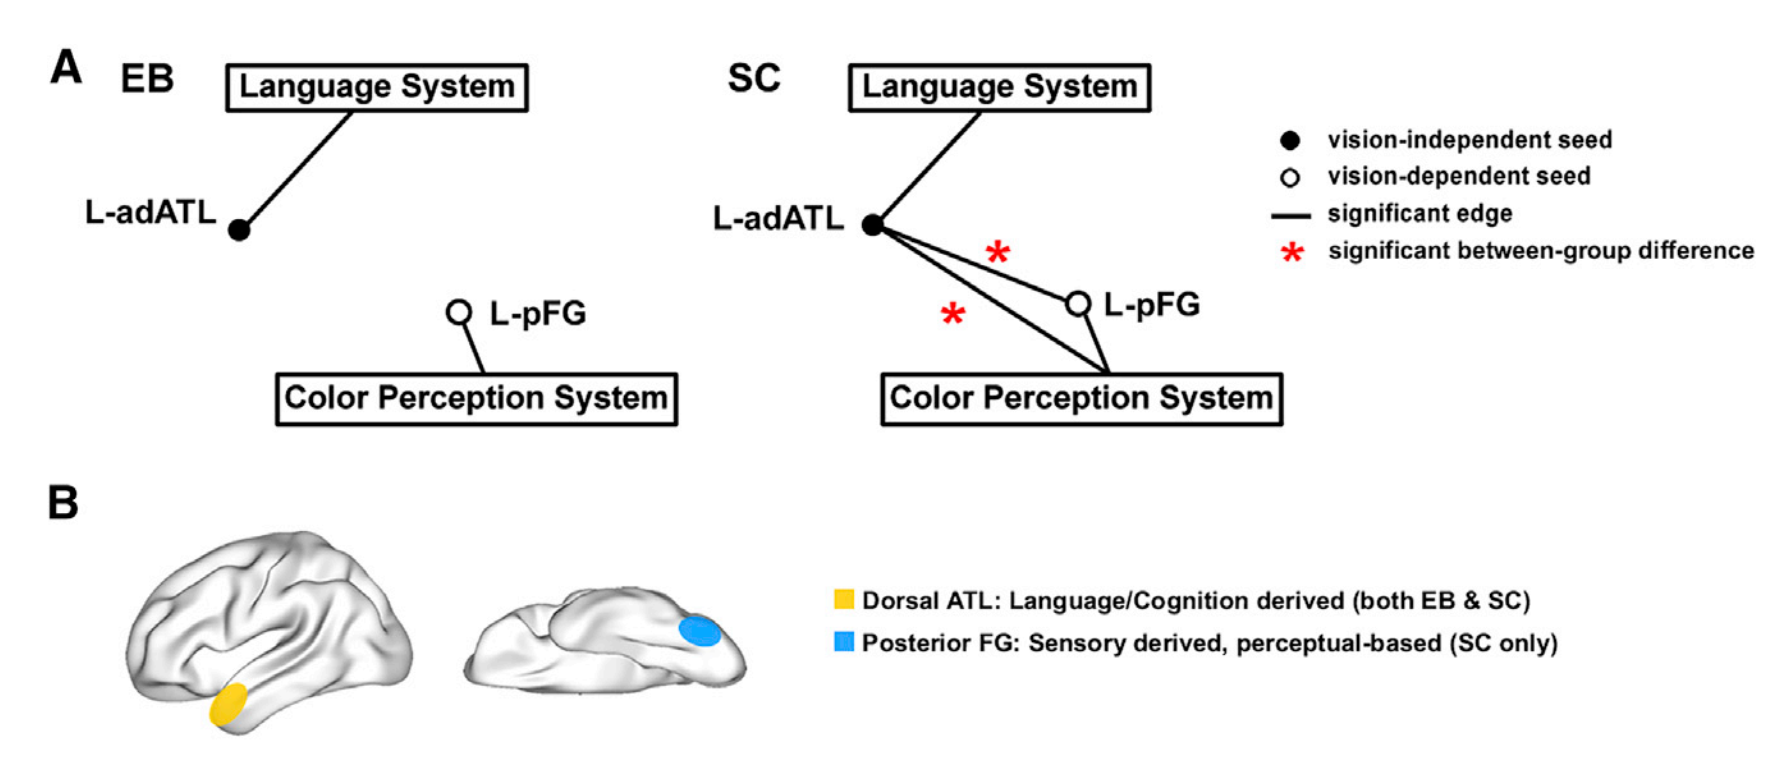 A
EB
Language System
L-adATL
L-pFG
Color Perception System
SC
Language System
L-adATL
*
*
L-pFG
Color Perception System
vision-independent seed
vision-dependent seed
significant edge
* significant between-group difference
B
Dorsal ATL: Language/Cognition derived (both EB & SC)
Posterior FG: Sensory derived, perceptual-based (SC only)